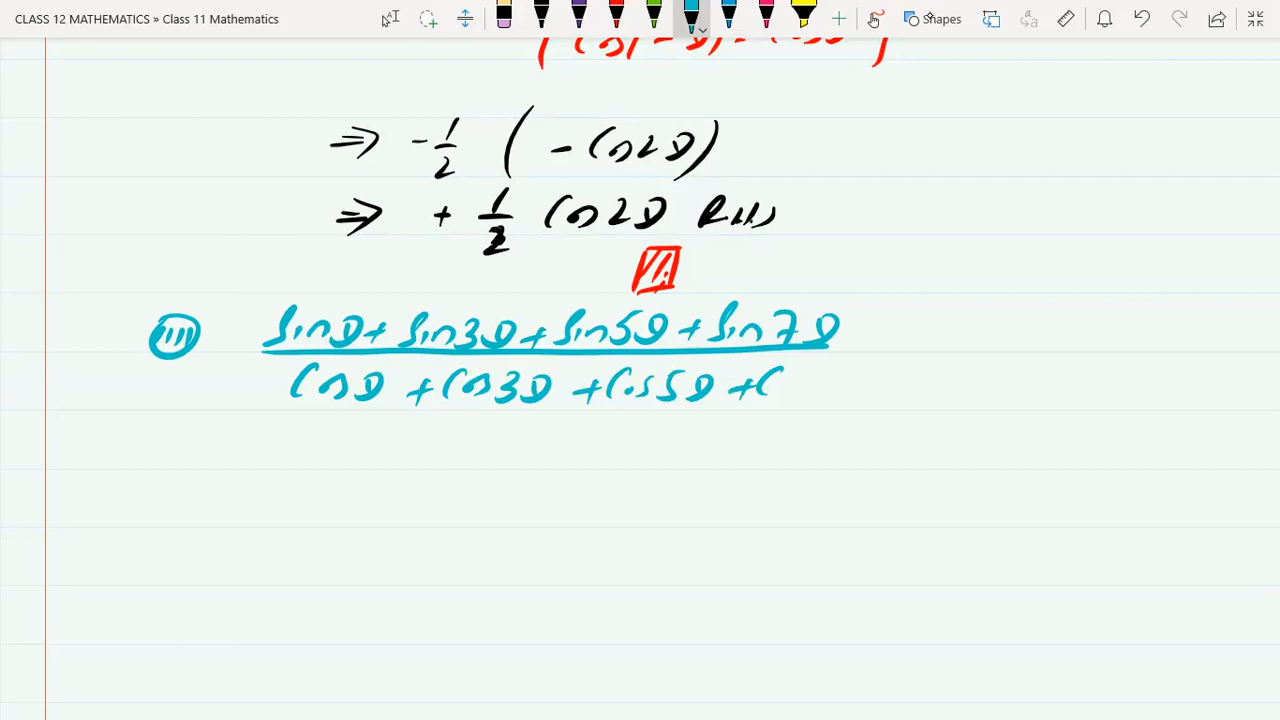 CLASS 12 MATHEMATICS » Class 11 Mathematics
Shapes
⇒ -1/2 ( - Cos2θ)
⇒ + 1/2 Cos2θ RHS
(iii) sinθ + sin3θ + sin5θ + sin7θ
Cosθ + Cos3θ + Cos5θ + C